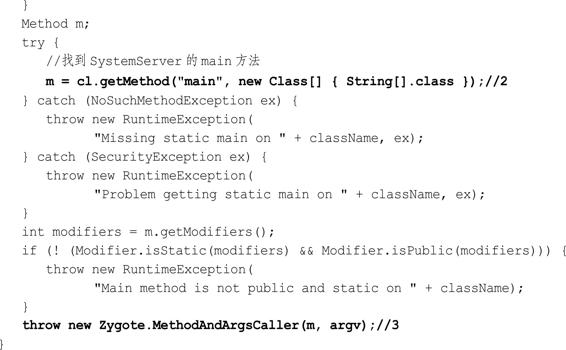 }
Method m;
try {
//找到 SystemServer 的 main 方法
m = cl.getMethod("main", new Class[] { String[].class });//2
} catch (NoSuchMethodException ex) {
throw new RuntimeException(
"Missing static main on " + className, ex);
} catch (SecurityException ex) {
throw new RuntimeException(
"Problem getting static main on " + className, ex);
}
int modifiers = m.getModifiers();
if (! (Modifier.isStatic(modifiers) && Modifier.isPublic(modifiers))) {
throw new RuntimeException(
"Main method is not public and static on " + className);
}
throw new Zygote.MethodAndArgsCaller(m, argv);//3
}